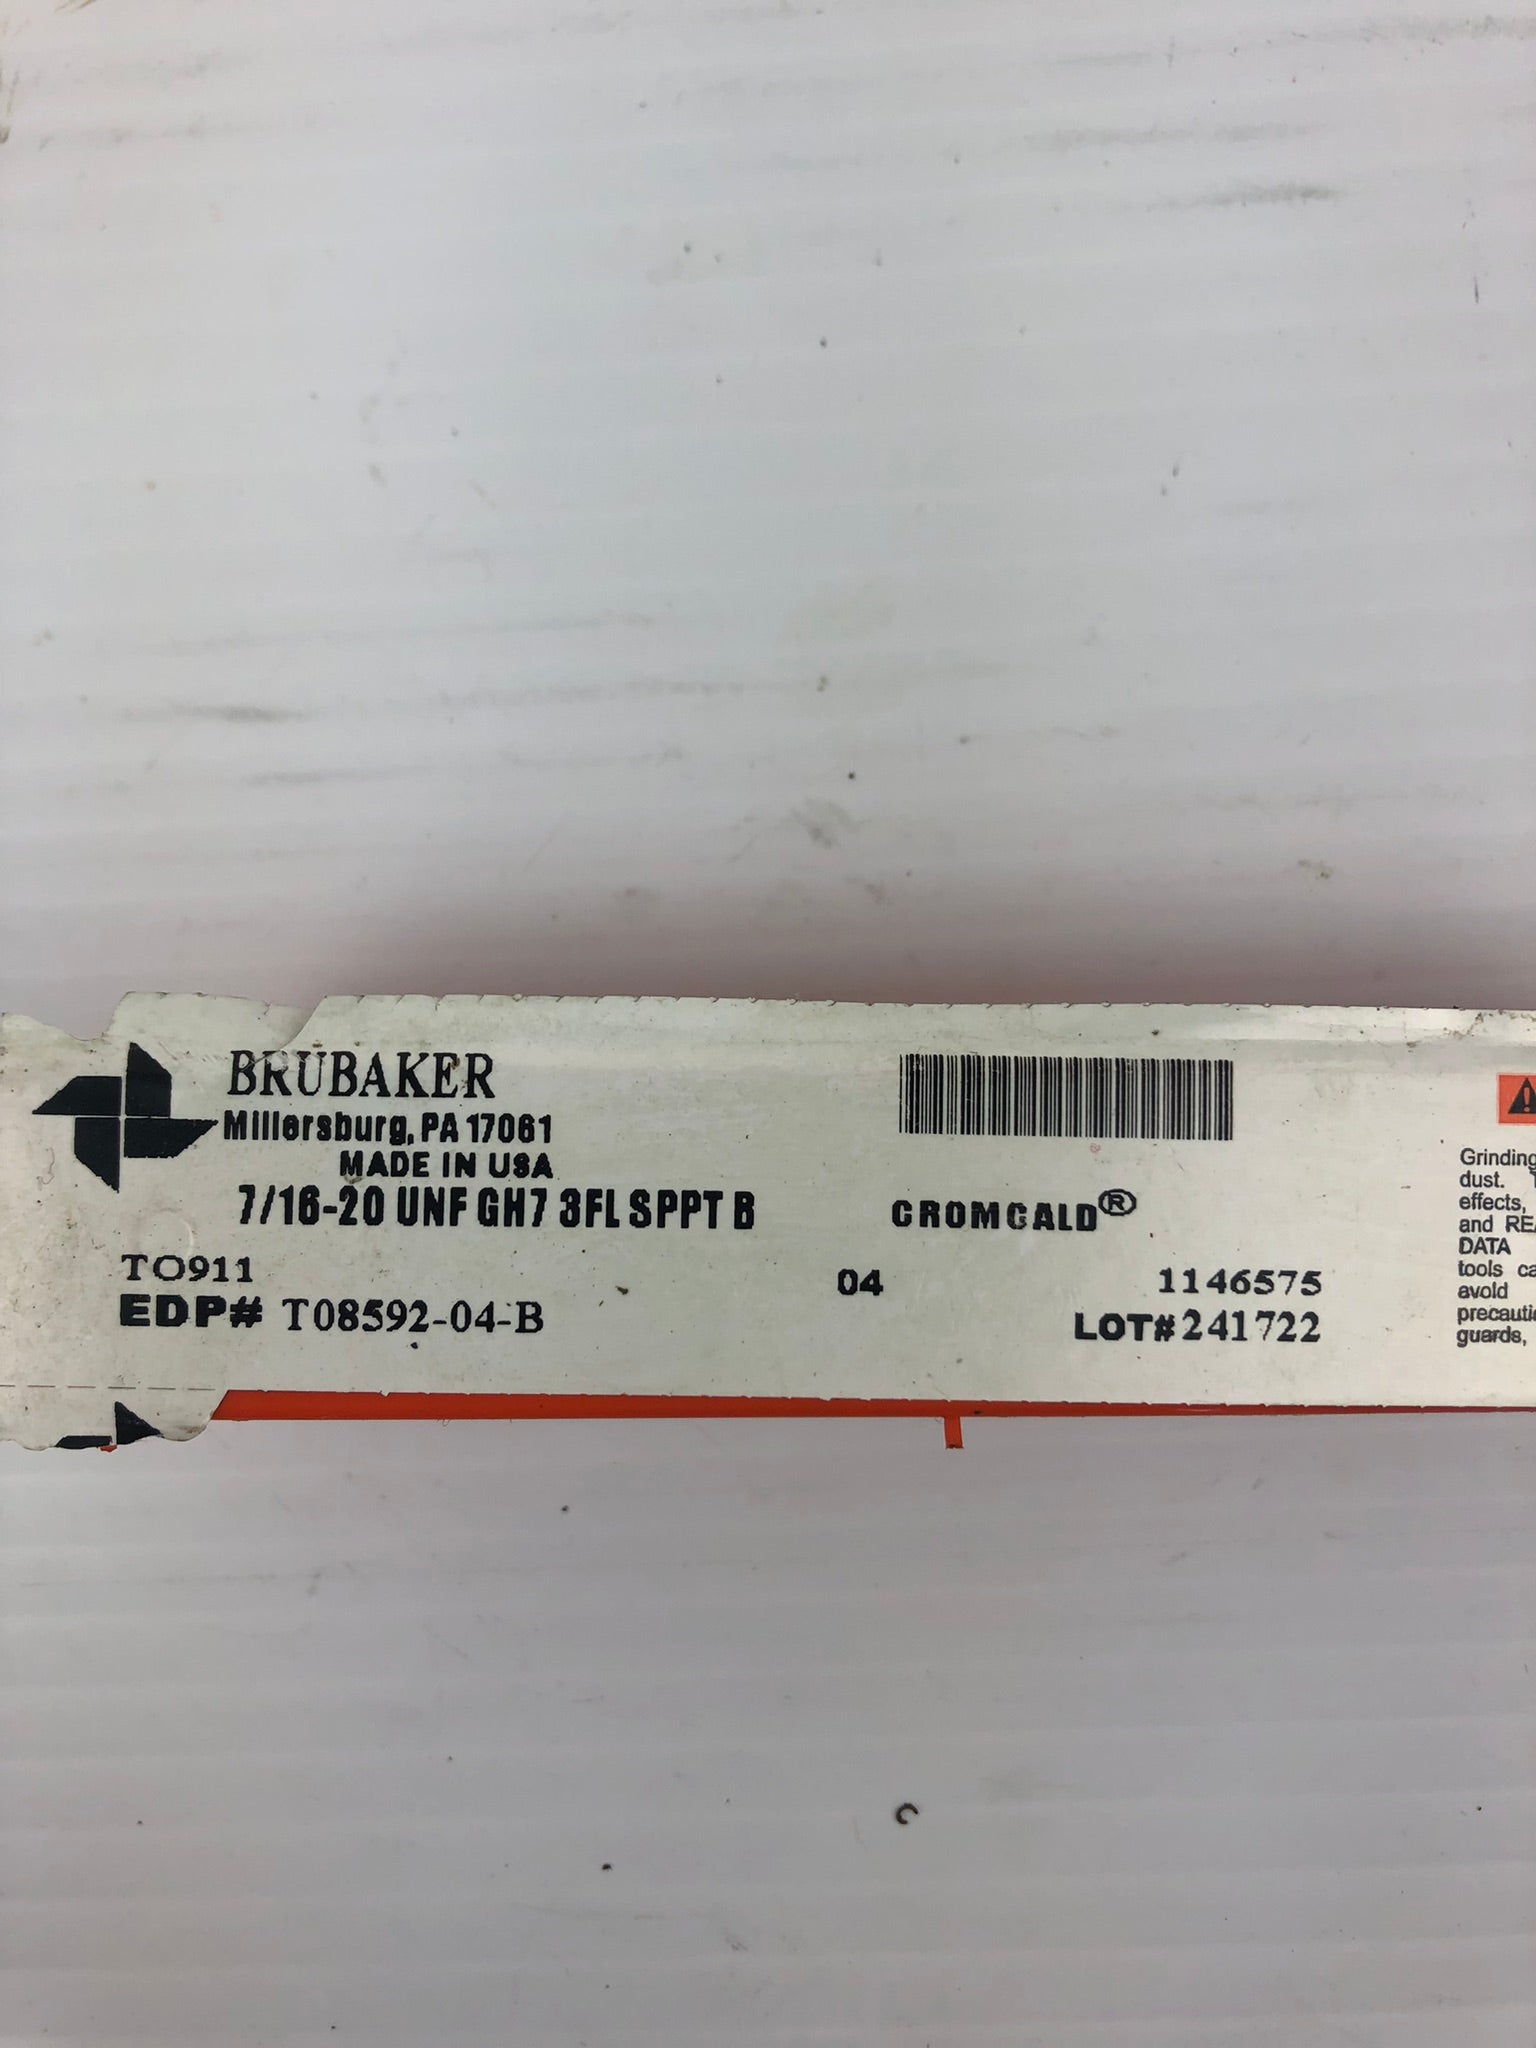 BRUBAKER
Millersburg, PA 17061
MADE IN USA
7/16-20 UNF GH7 3FL SPPT B
CROMCALD®
TO911
04
1146575
EDP# T08592-04-B
LOT# 241722
Grinding
dust.
effects,
and
DATA
tools
avoid
guards,